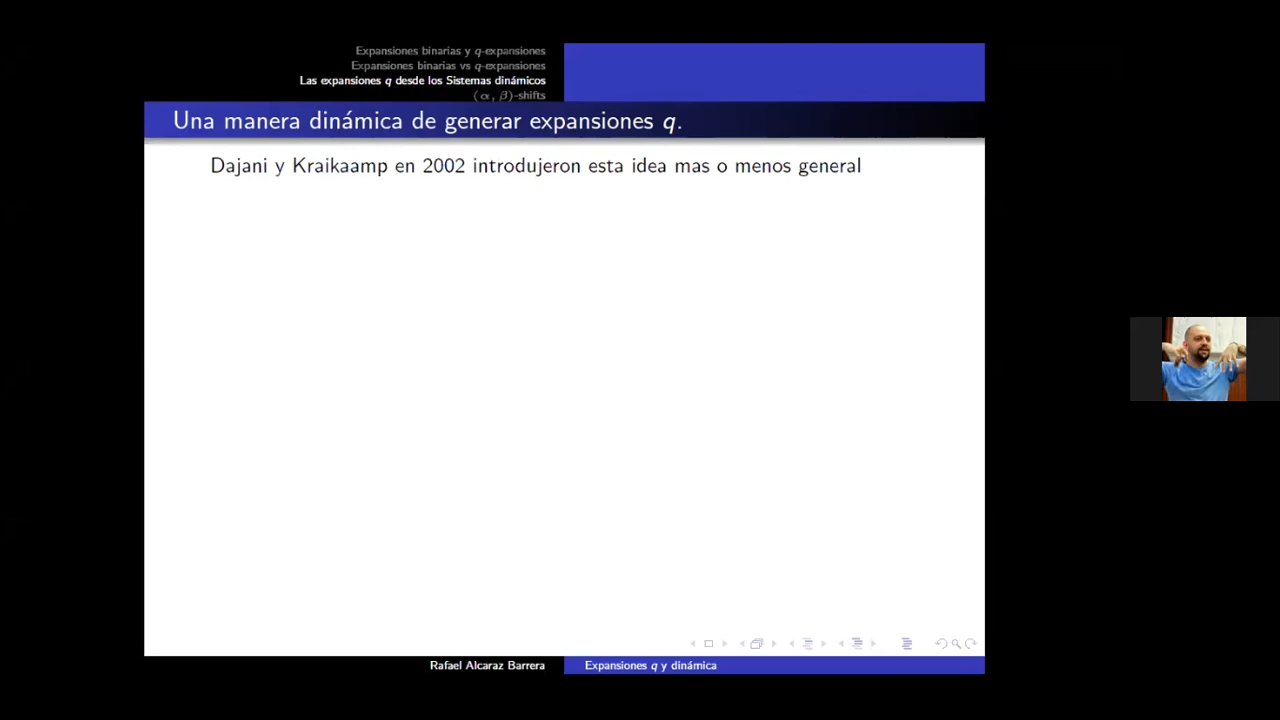 Expansiones binarias y q-expansiones
Expansiones binarias vs q-expansiones
Las expansiones q desde los Sistemas dinámicos
(α, β)-shifts
Una manera dinámica de generar expansiones q.
Dajani y Kraikaamp en 2002 introdujeron esta idea mas o menos general
Rafael Alcaraz Barrera
Expansiones q y dinámica